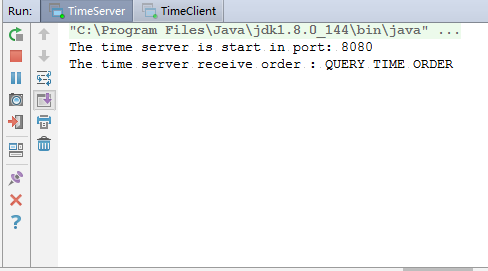 Run: TimeServer TimeClient
"C:\Program Files\Java\jdk1.8.0_144\bin\java" ...
The time server is start in port: 8080
The time server receive order : QUERY TIME ORDER